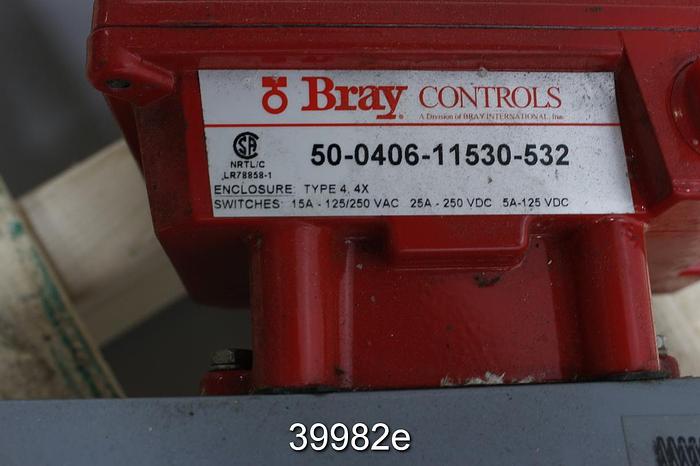 Bray CONTROLS
A Division of BRAY INTERNATIONAL, Inc.
SA
NRTL/C
LR78858-1
50-0406-11530-532
ENCLOSURE: TYPE 4, 4X
SWITCHES: 15A - 125/250 VAC 25A - 250 VDC 5A-125 VDC
39982e